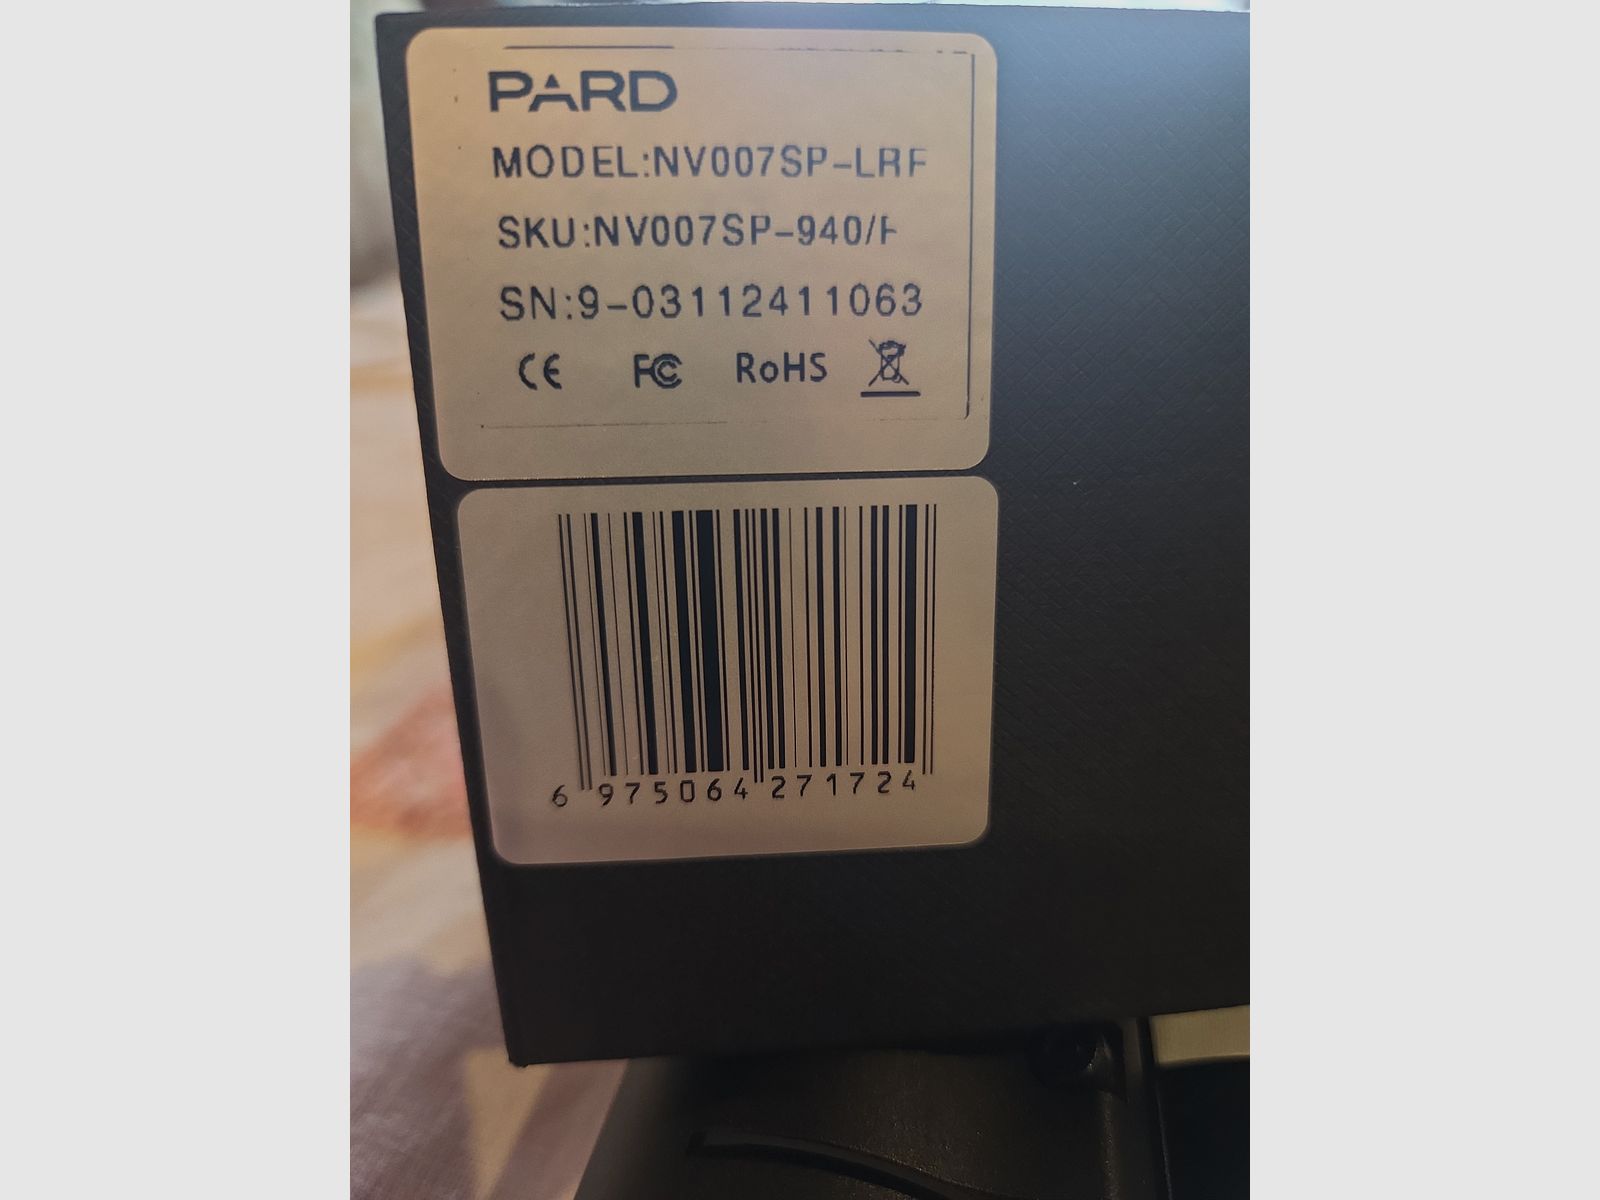 PARD
MODEL:NV007SP-LRF
SKU:NV007SP-940/
SN:9-03112411063
CE FC RoHS
6 975064 271724